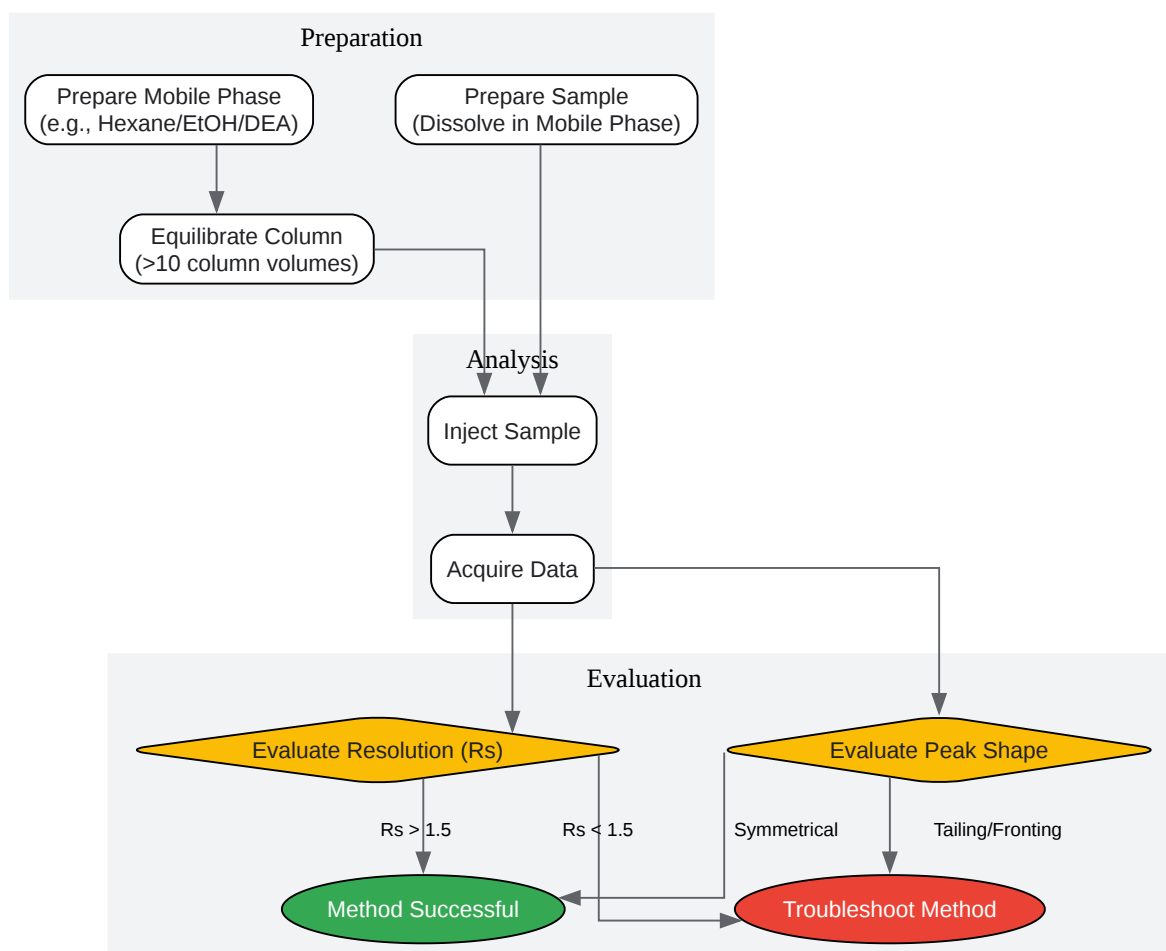 Preparation
Prepare Mobile Phase
(e.g., Hexane/EtOH/DEA)
Prepare Sample
(Dissolve in Mobile Phase)
Equilibrate Column
(>10 column volumes)
Analysis
Inject Sample
Acquire Data
Evaluation
Evaluate Resolution (Rs)
Evaluate Peak Shape
Rs > 1.5
Rs < 1.5
Symmetrical
Tailing/Fronting
Method Successful
Troubleshoot Method